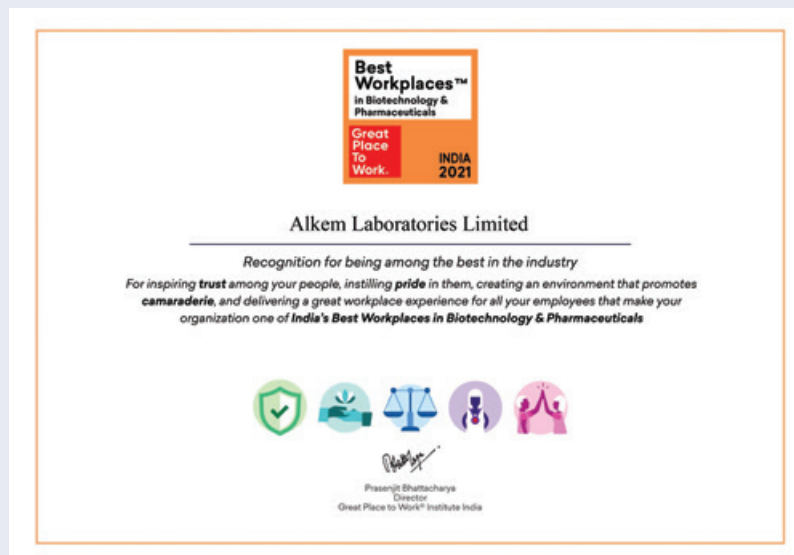 Best
Workplaces™
in Biotechnology &
Pharmaceuticals
Great
Place
To
Work.
INDIA
2021
Alkem Laboratories Limited
Recognition for being among the best in the industry
For inspiring trust among your people, instilling pride in them, creating an environment that promotes
camaraderie, and delivering a great workplace experience for all your employees that make your
organization one of India's Best Workplaces in Biotechnology & Pharmaceuticals
Prasenjit Bhattacharya
Director
Great Place to Work® Institute India